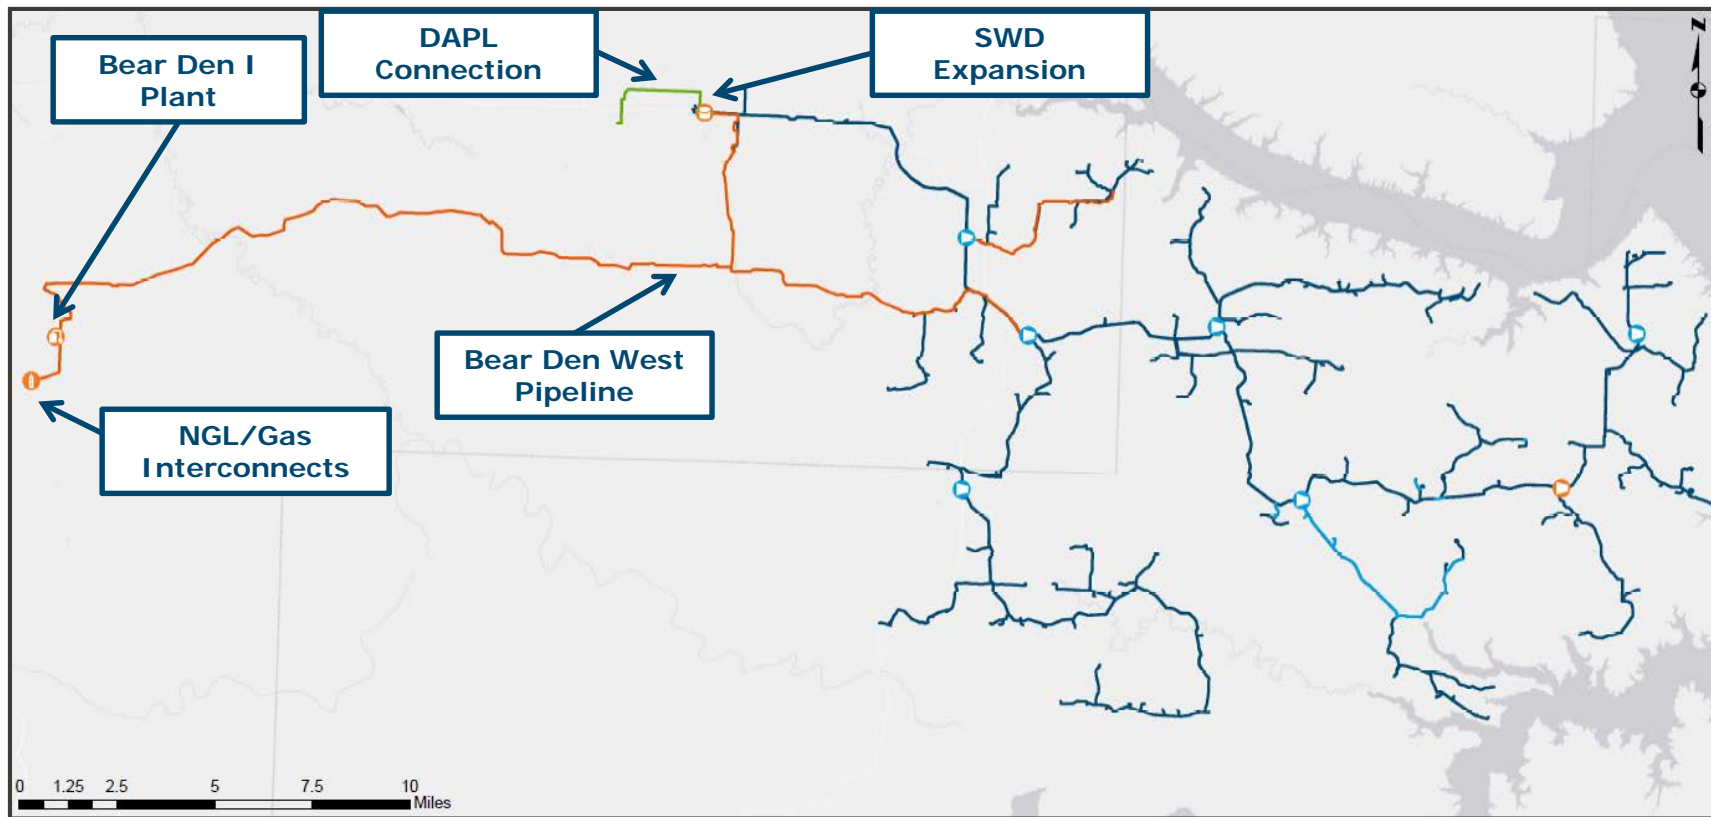 DAPL
Connection
SWD
Expansion
Bear Den I
Plant
N
Bear Den West
Pipeline
NGL/Gas
Interconnects
0 1.25 2.5 5 7.5 10
Miles